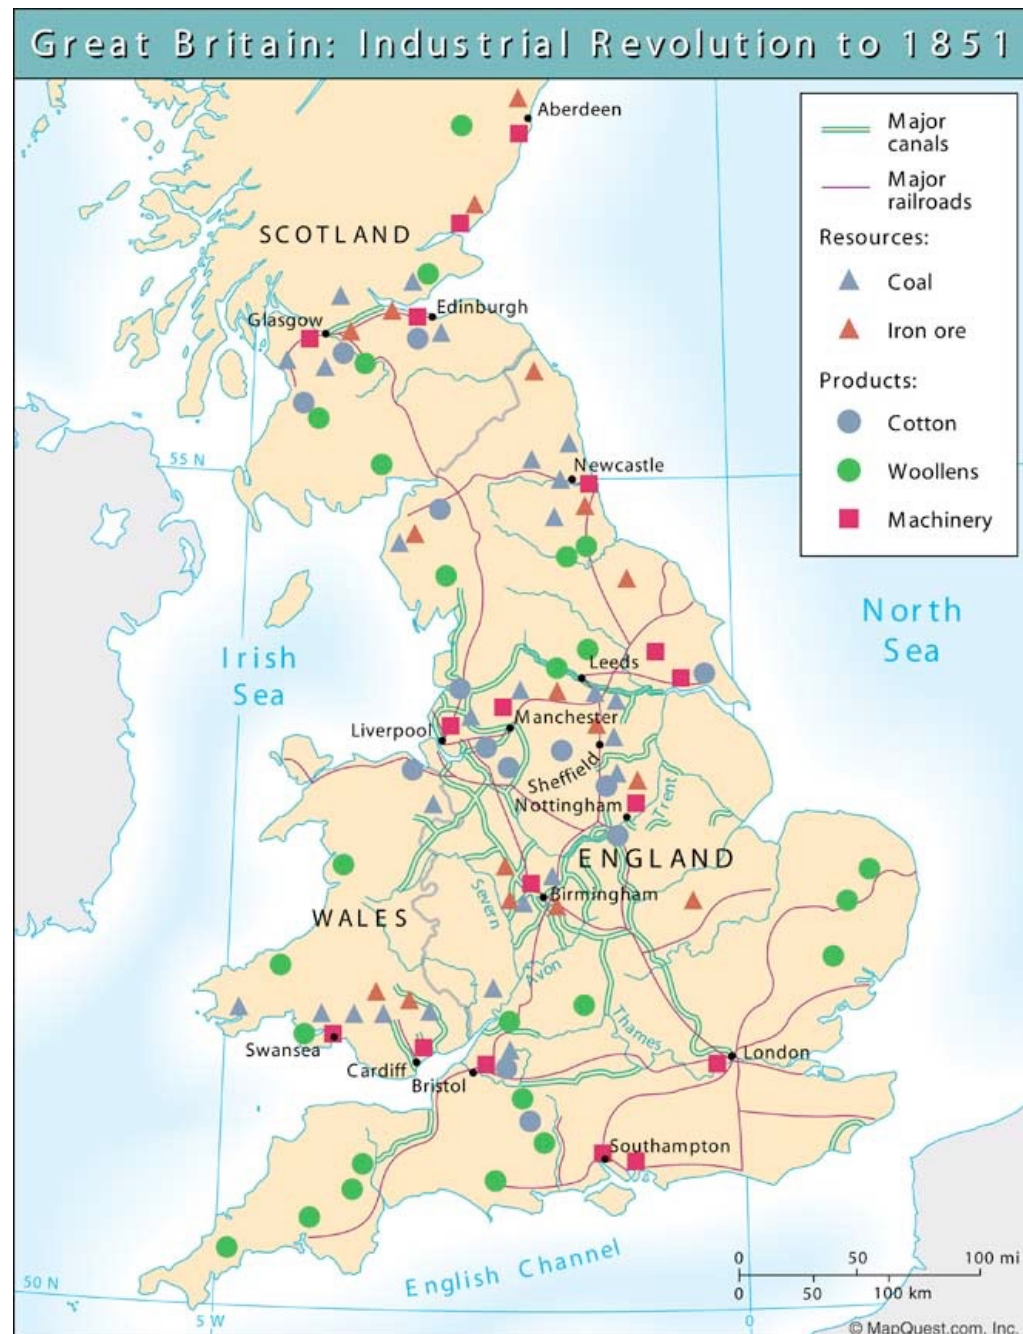 Great Britain: Industrial Revolution to 1851
Major
canals
Major
railroads
Resources:
Coal
Iron ore
Products:
Cotton
Woollens
Machinery
Aberdeen
SCOTLAND
Edinburgh
Glasgow
55 N
Newcastle
North
Sea
Irish
Sea
Leeds
Manchester
Liverpool
Sheffield
Nottingham
Trent
ENGLAND
Birmingham
Severn
WALES
Avon
Thames
Swansea
Cardiff
Bristol
London
Southampton
English Channel
0 50 100 mi
0 50 100 km
50 N
5 W
0
© MapQuest.com, Inc.